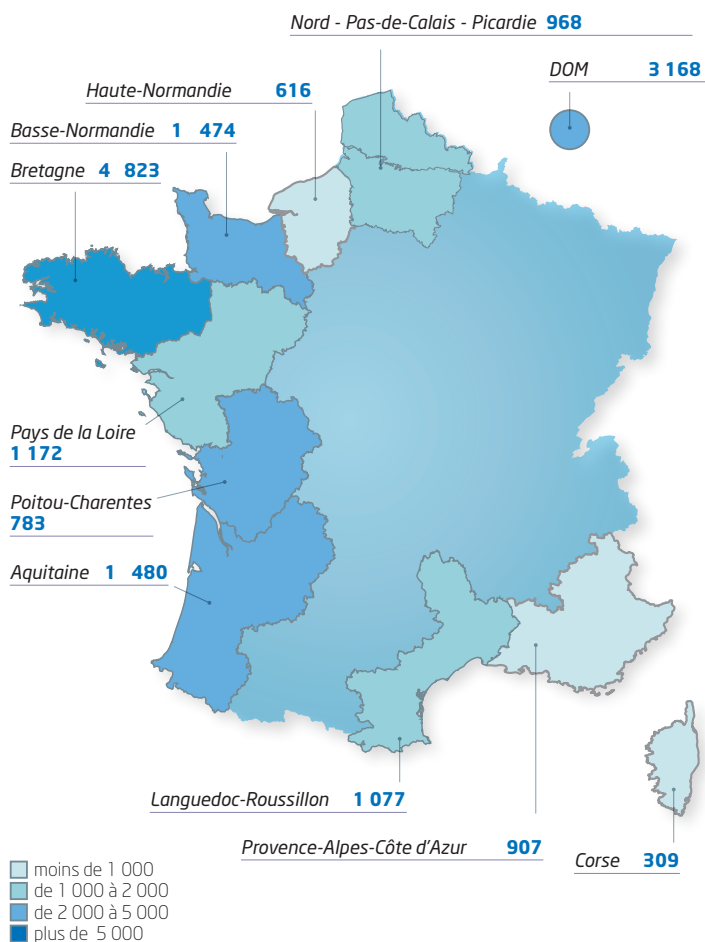 Nord - Pas-de-Calais - Picardie 968
DOM 3 168
Haute-Normandie 616
Basse-Normandie 1 474
Bretagne 4 823
Pays de la Loire
1 172
Poitou-Charentes
783
Aquitaine 1 480
Languedoc-Roussillon 1 077
Provence-Alpes-Côte d'Azur 907
Corse 309
moins de 1 000
de 1 000 à 2 000
de 2 000 à 5 000
plus de 5 000